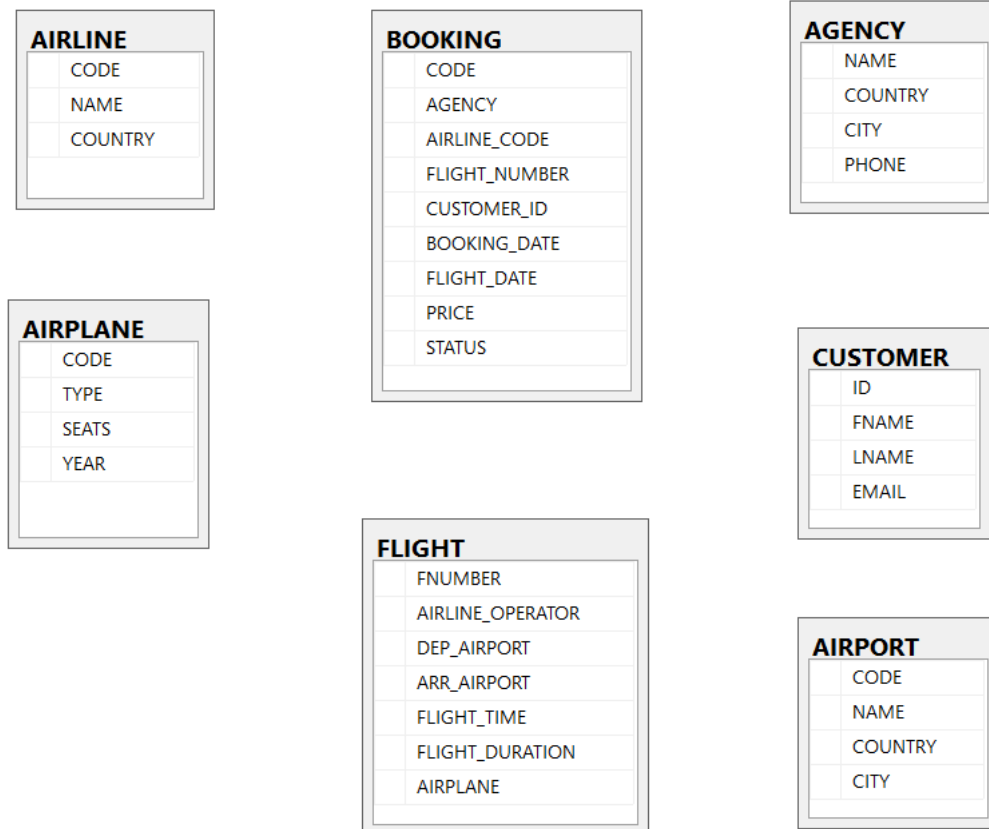 AIRLINE
CODE
NAME
COUNTRY
BOOKING
CODE
AGENCY
AIRLINE_CODE
FLIGHT_NUMBER
CUSTOMER_ID
BOOKING_DATE
FLIGHT_DATE
PRICE
STATUS
AGENCY
NAME
COUNTRY
CITY
PHONE
AIRPLANE
CODE
TYPE
SEATS
YEAR
CUSTOMER
ID
FNAME
LNAME
EMAIL
FLIGHT
FNUMBER
AIRLINE_OPERATOR
DEP_AIRPORT
ARR_AIRPORT
FLIGHT_TIME
FLIGHT_DURATION
AIRPLANE
AIRPORT
CODE
NAME
COUNTRY
CITY